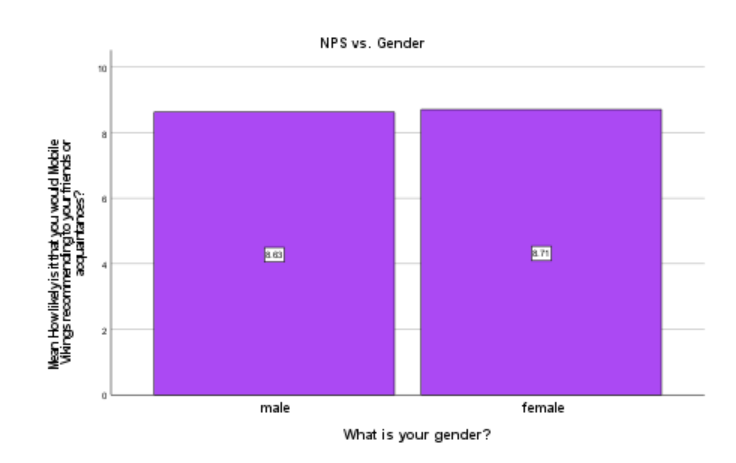 NPS vs. Gender
Mean How likely is it that you would Mobile
Vikings recommending to your friends or
acquaintances?
10
8
6
4
2
0
8.63
8.71
male
female
What is your gender?